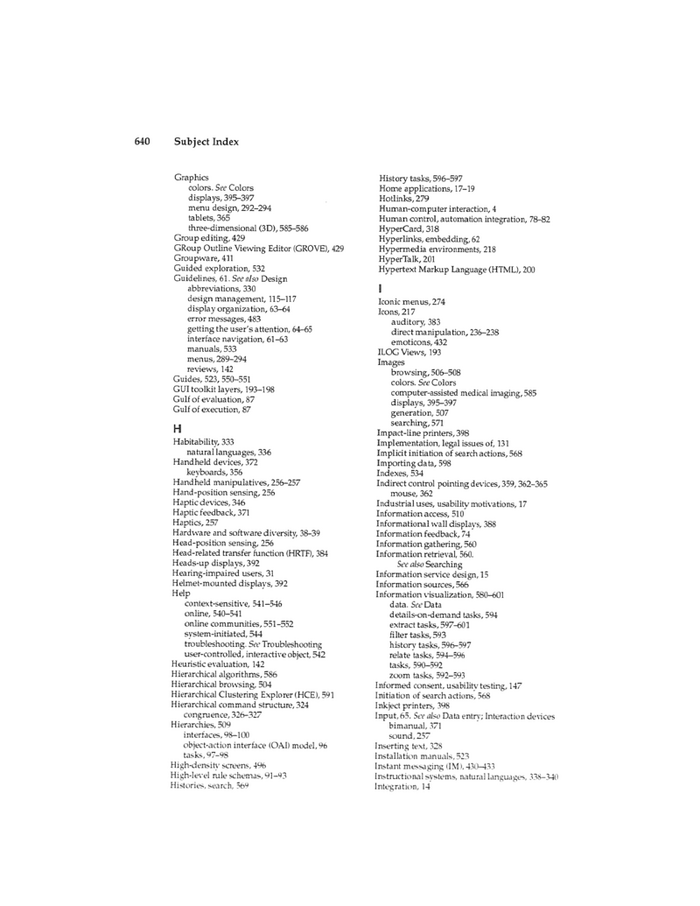 640 Subject Index
Graphics
colors. See Colors
displays, 395–397
menu design, 292–294
tablets, 365
three-dimensional (3D), 585–586
Group editing, 429
GRoup Outline Viewing Editor (GROVE), 429
Groupware, 411
Guided exploration, 532
Guidelines, 61. See also Design
abbreviations, 330
design management, 115–117
display organization, 63–64
error messages, 483
getting the user's attention, 64–65
interface navigation, 61–63
manuals, 533
menus, 289–294
reviews, 142
Guides, 523, 550–551
GUI toolkit layers, 193–198
Gulf of evaluation, 87
Gulf of execution, 87
H
Habitability, 333
natural languages, 336
Handheld devices, 372
keyboards, 356
Handheld manipulatives, 256–257
Hand-position sensing, 256
Haptic devices, 346
Haptic feedback, 371
Haptics, 257
Hardware and software diversity, 38–39
Head-position sensing, 256
Head-related transfer function (HRTF), 384
Heads-up displays, 392
Hearing-impaired users, 31
Helmet-mounted displays, 392
Help
context-sensitive, 541–546
online, 540–541
online communities, 551–552
system-initiated, 544
troubleshooting. See Troubleshooting
user-controlled, interactive object, 542
Heuristic evaluation, 142
Hierarchical algorithms, 586
Hierarchical browsing, 504
Hierarchical Clustering Explorer (HCE), 591
Hierarchical command structure, 324
congruence, 326–327
Hierarchies, 509
interfaces, 98–100
object-action interface (OAI) model, 96
tasks, 97–98
High-density screens, 496
High-level rule schemas, 91–93
Histories, search, 569
History tasks, 596–597
Home applications, 17–19
Hotlinks, 279
Human-computer interaction, 4
Human control, automation integration, 78–82
HyperCard, 318
Hyperlinks, embedding, 62
Hypermedia environments, 218
HyperTalk, 201
Hypertext Markup Language (HTML), 200
I
Iconic menus, 274
Icons, 217
auditory, 383
direct manipulation, 236–238
emoticons, 432
ILOG Views, 193
Images
browsing, 506–508
colors. See Colors
computer-assisted medical imaging, 585
displays, 395–397
generation, 507
searching, 571
Impact-line printers, 398
Implementation, legal issues of, 131
Implicit initiation of search actions, 568
Importing data, 598
Indexes, 534
Indirect control pointing devices, 359, 362–365
mouse, 362
Industrial uses, usability motivations, 17
Information access, 510
Informational wall displays, 388
Information feedback, 74
Information gathering, 560
Information retrieval, 560.
See also Searching
Information service design, 15
Information sources, 566
Information visualization, 580–601
data. See Data
details-on-demand tasks, 594
extract tasks, 597–601
filter tasks, 593
history tasks, 596–597
relate tasks, 594–596
tasks, 590–592
zoom tasks, 592–593
Informed consent, usability testing, 147
Initiation of search actions, 568
Inkject printers, 398
Input, 65. See also Data entry; Interaction devices
bimanual, 371
sound, 257
Inserting text, 328
Installation manuals, 523
Instant messaging (IM), 430–433
Instructional systems, natural languages, 338–340
Integration, 14